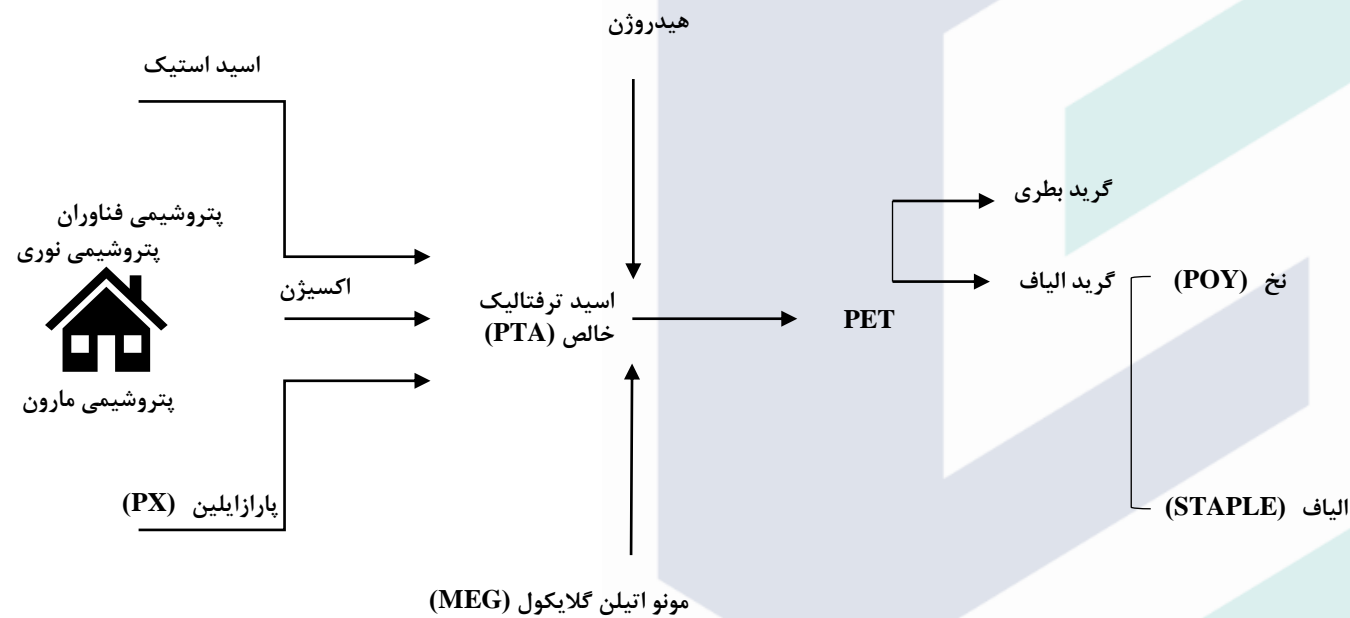 هیدروژن
اسید استیک
پتروشیمی فناوران
پتروشیمی نوری
پتروشیمی مارون
اکسیژن
پارازایلین (PX)
اسید ترفتالیک
خالص (PTA)
مونو اتیلن گلایکول (MEG)
PET
گرید بطری
گرید الیاف
نخ (POY)
الیاف (STAPLE)